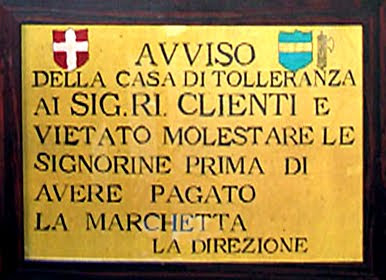 AVVISO
DELLA CASA DI TOLLERANZA
AI SIG.RI. CLIENTI E
VIETATO MOLESTARE LE
SIGNORINE PRIMA DI
AVERE PAGATO
LA MARCHETTA
LA DIREZIONE